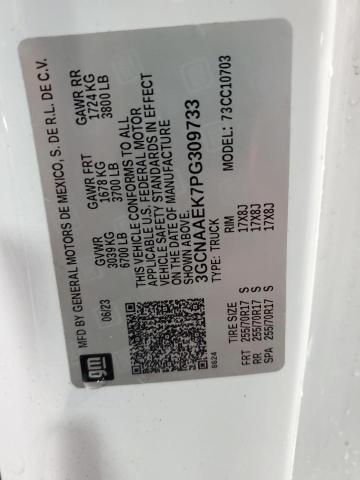 MFD BY GENERAL MOTORS DE MEXICO, S. DE R.L. DE C.V.
06/23
GVWR GAWR FRT GAWR RR
3039 KG 1678 KG 1724 KG
6700 LB 3700 LB 3800 LB
THIS VEHICLE CONFORMS TO ALL
APPLICABLE U.S. FEDERAL MOTOR
VEHICLE SAFETY STANDARDS IN EFFECT
ON THE DATE OF MANUFACTURE
SHOWN ABOVE.
3GCNAAEK7PG309733
TYPE: TRUCK MODEL: 73CC10703
TIRE SIZE RIM
FRT 255/70R17 S 17X8J
RR 255/70R17 S 17X8J
SPA 255/70R17 S 17X8J
gm
8624